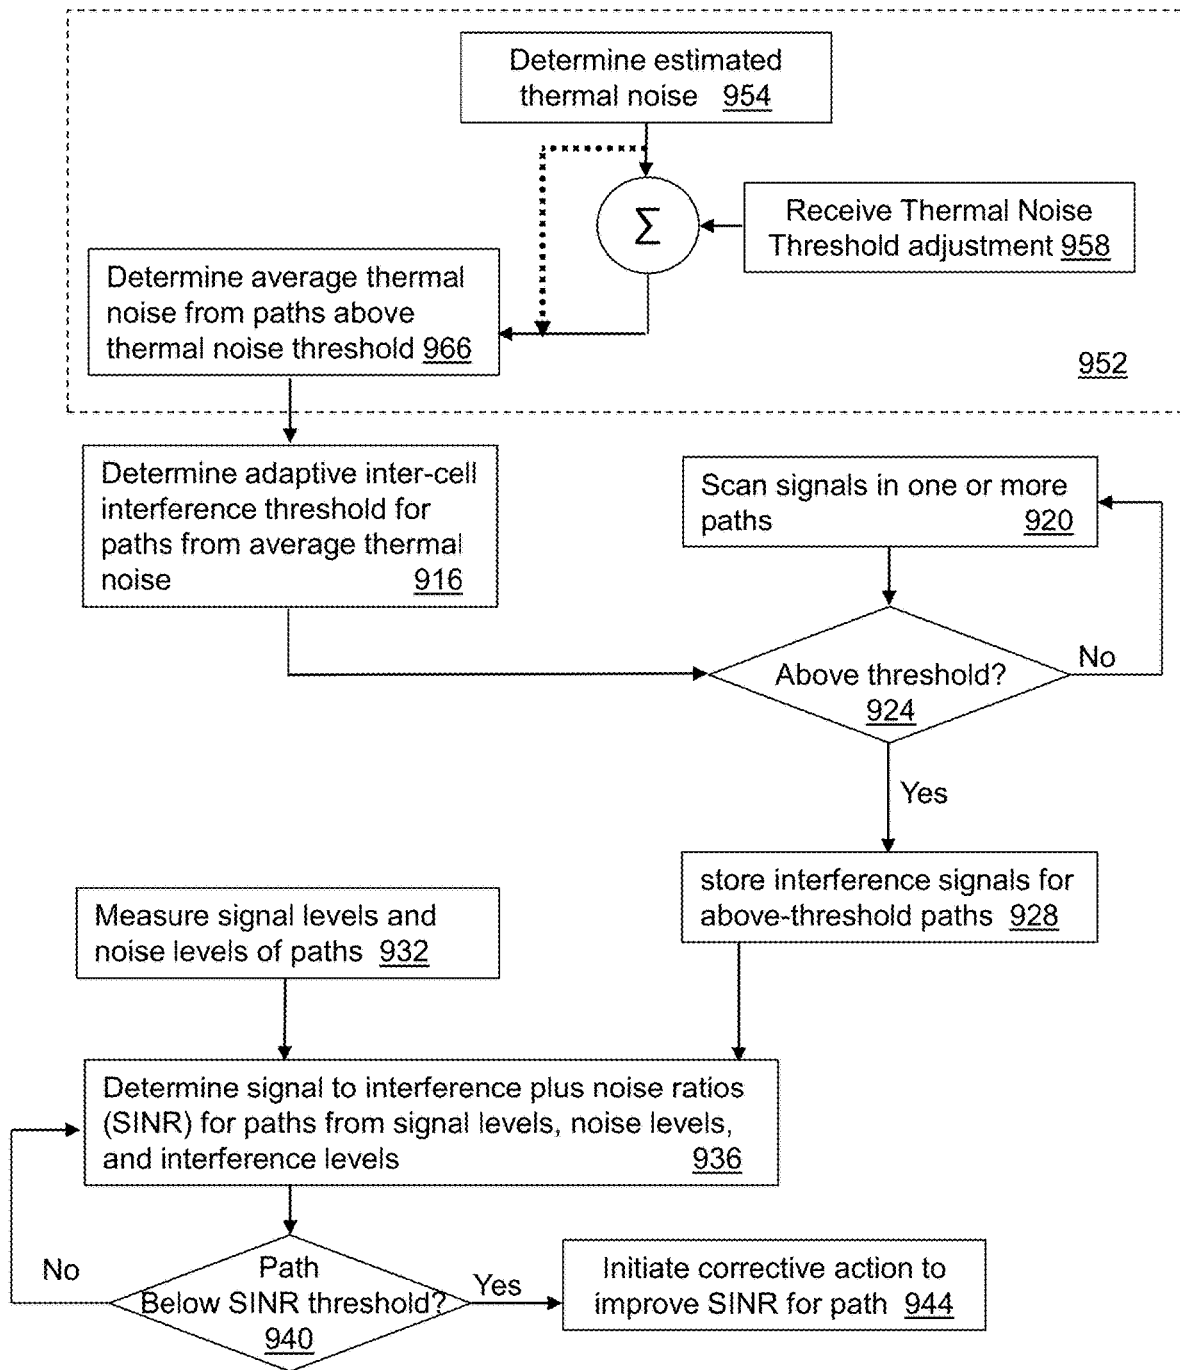 Determine estimated
thermal noise 954
Σ
Receive Thermal Noise
Threshold adjustment 958
Determine average thermal
noise from paths above
thermal noise threshold 966
952
Determine adaptive inter-cell
interference threshold for
paths from average thermal
noise 916
Scan signals in one or more
paths 920
Above threshold?
924
No
Yes
store interference signals for
above-threshold paths 928
Measure signal levels and
noise levels of paths 932
Determine signal to interference plus noise ratios
(SINR) for paths from signal levels, noise levels,
and interference levels 936
Path
Below SINR threshold?
940
No
Yes
Initiate corrective action to
improve SINR for path 944